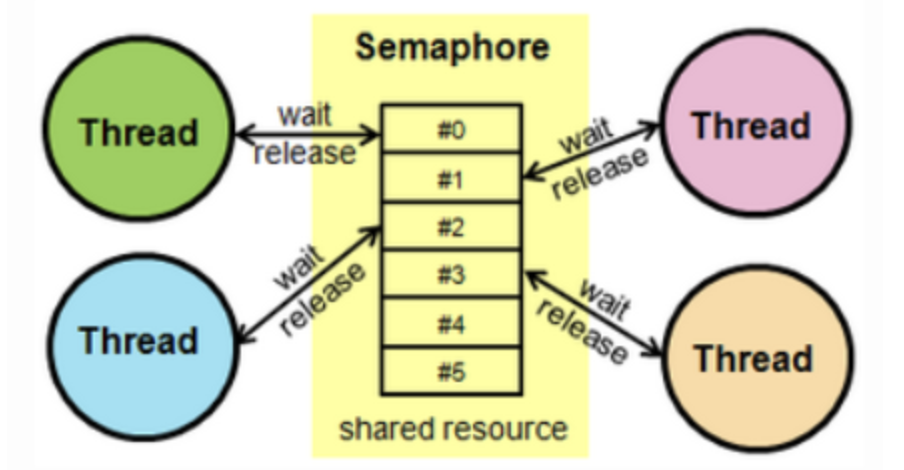 Semaphore
Thread
wait
release
#0
#1
#2
#3
#4
#5
wait
release
Thread
Thread
wait
release
wait
release
Thread
shared resource